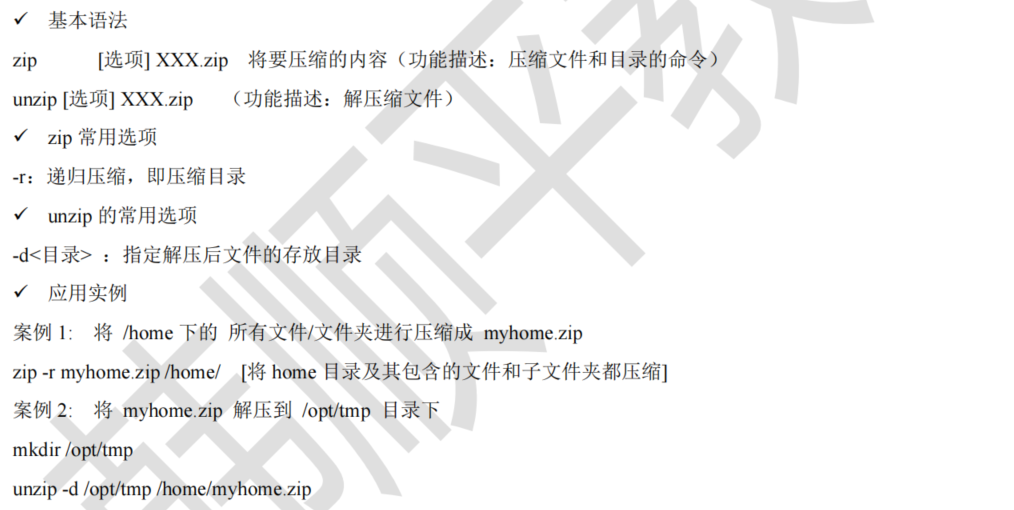 ✓ 基本语法
zip [选项] XXX.zip 将要压缩的内容（功能描述：压缩文件和目录的命令）
unzip [选项] XXX.zip （功能描述：解压缩文件）
✓ zip 常用选项
-r：递归压缩，即压缩目录
✓ unzip 的常用选项
-d<目录> ：指定解压后文件的存放目录
✓ 应用实例
案例 1: 将 /home 下的 所有文件/文件夹进行压缩成 myhome.zip
zip -r myhome.zip /home/ [将 home 目录及其包含的文件和子文件夹都压缩]
案例 2: 将 myhome.zip 解压到 /opt/tmp 目录下
mkdir /opt/tmp
unzip -d /opt/tmp /home/myhome.zip
韩顺平教